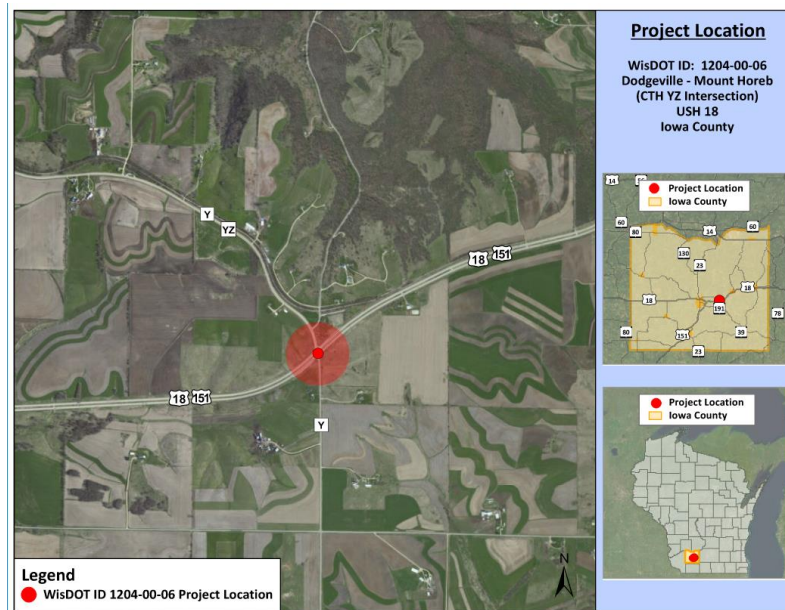 Project Location
WisDOT ID: 1204-00-06
Dodgeville - Mount Horeb
(CTH YZ Intersection)
USH 18
Iowa County
Y
YZ
18 151
18 151
Y
N
Legend
WisDOT ID 1204-00-06 Project Location
14
Project Location
Iowa County
60
80
14
60
130
23
18
18
191
78
80
151
39
23
Project Location
Iowa County